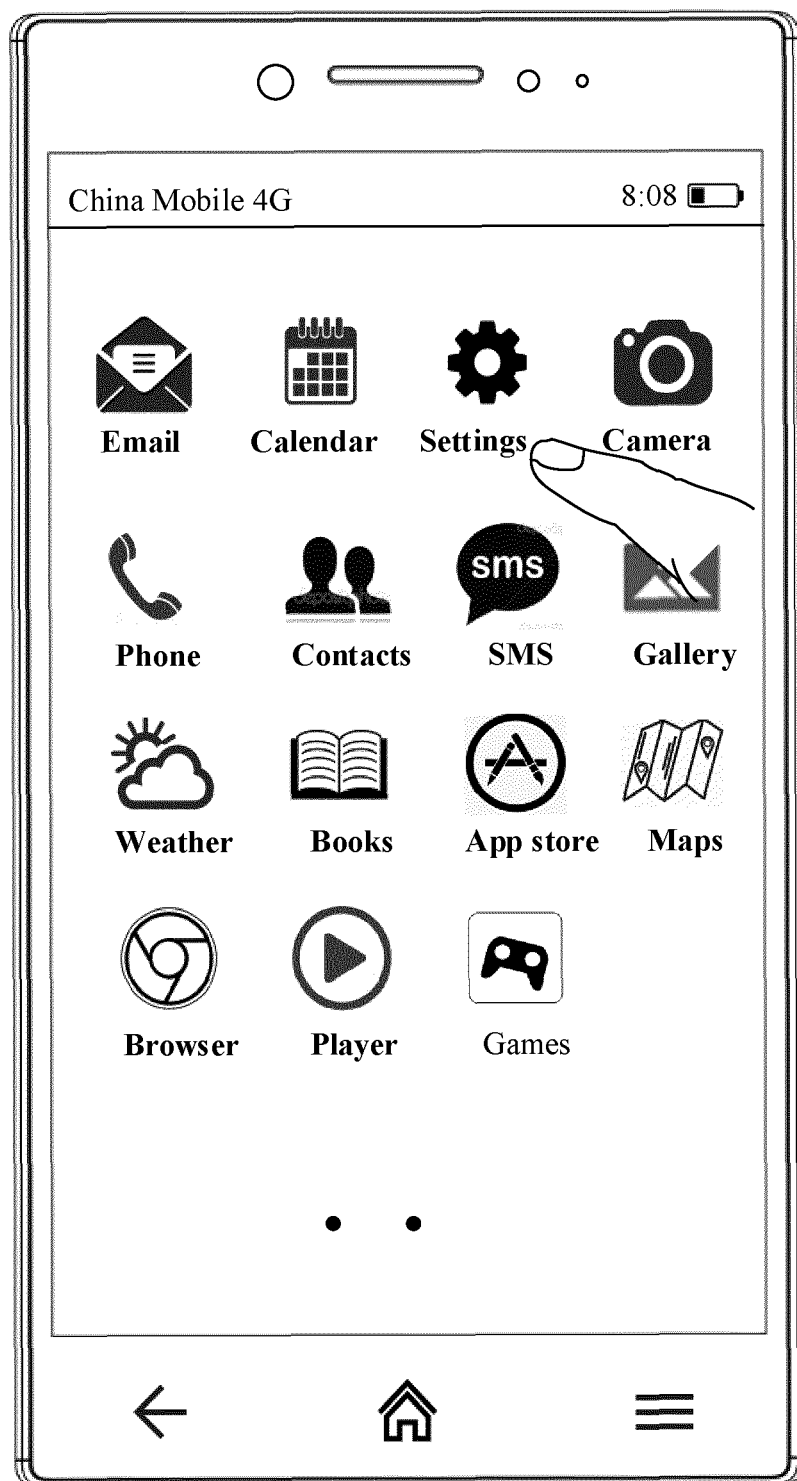 China Mobile 4G 8:08
Email Calendar Settings Camera
sms
Phone Contacts SMS Gallery
Weather Books App store Maps
Browser Player Games